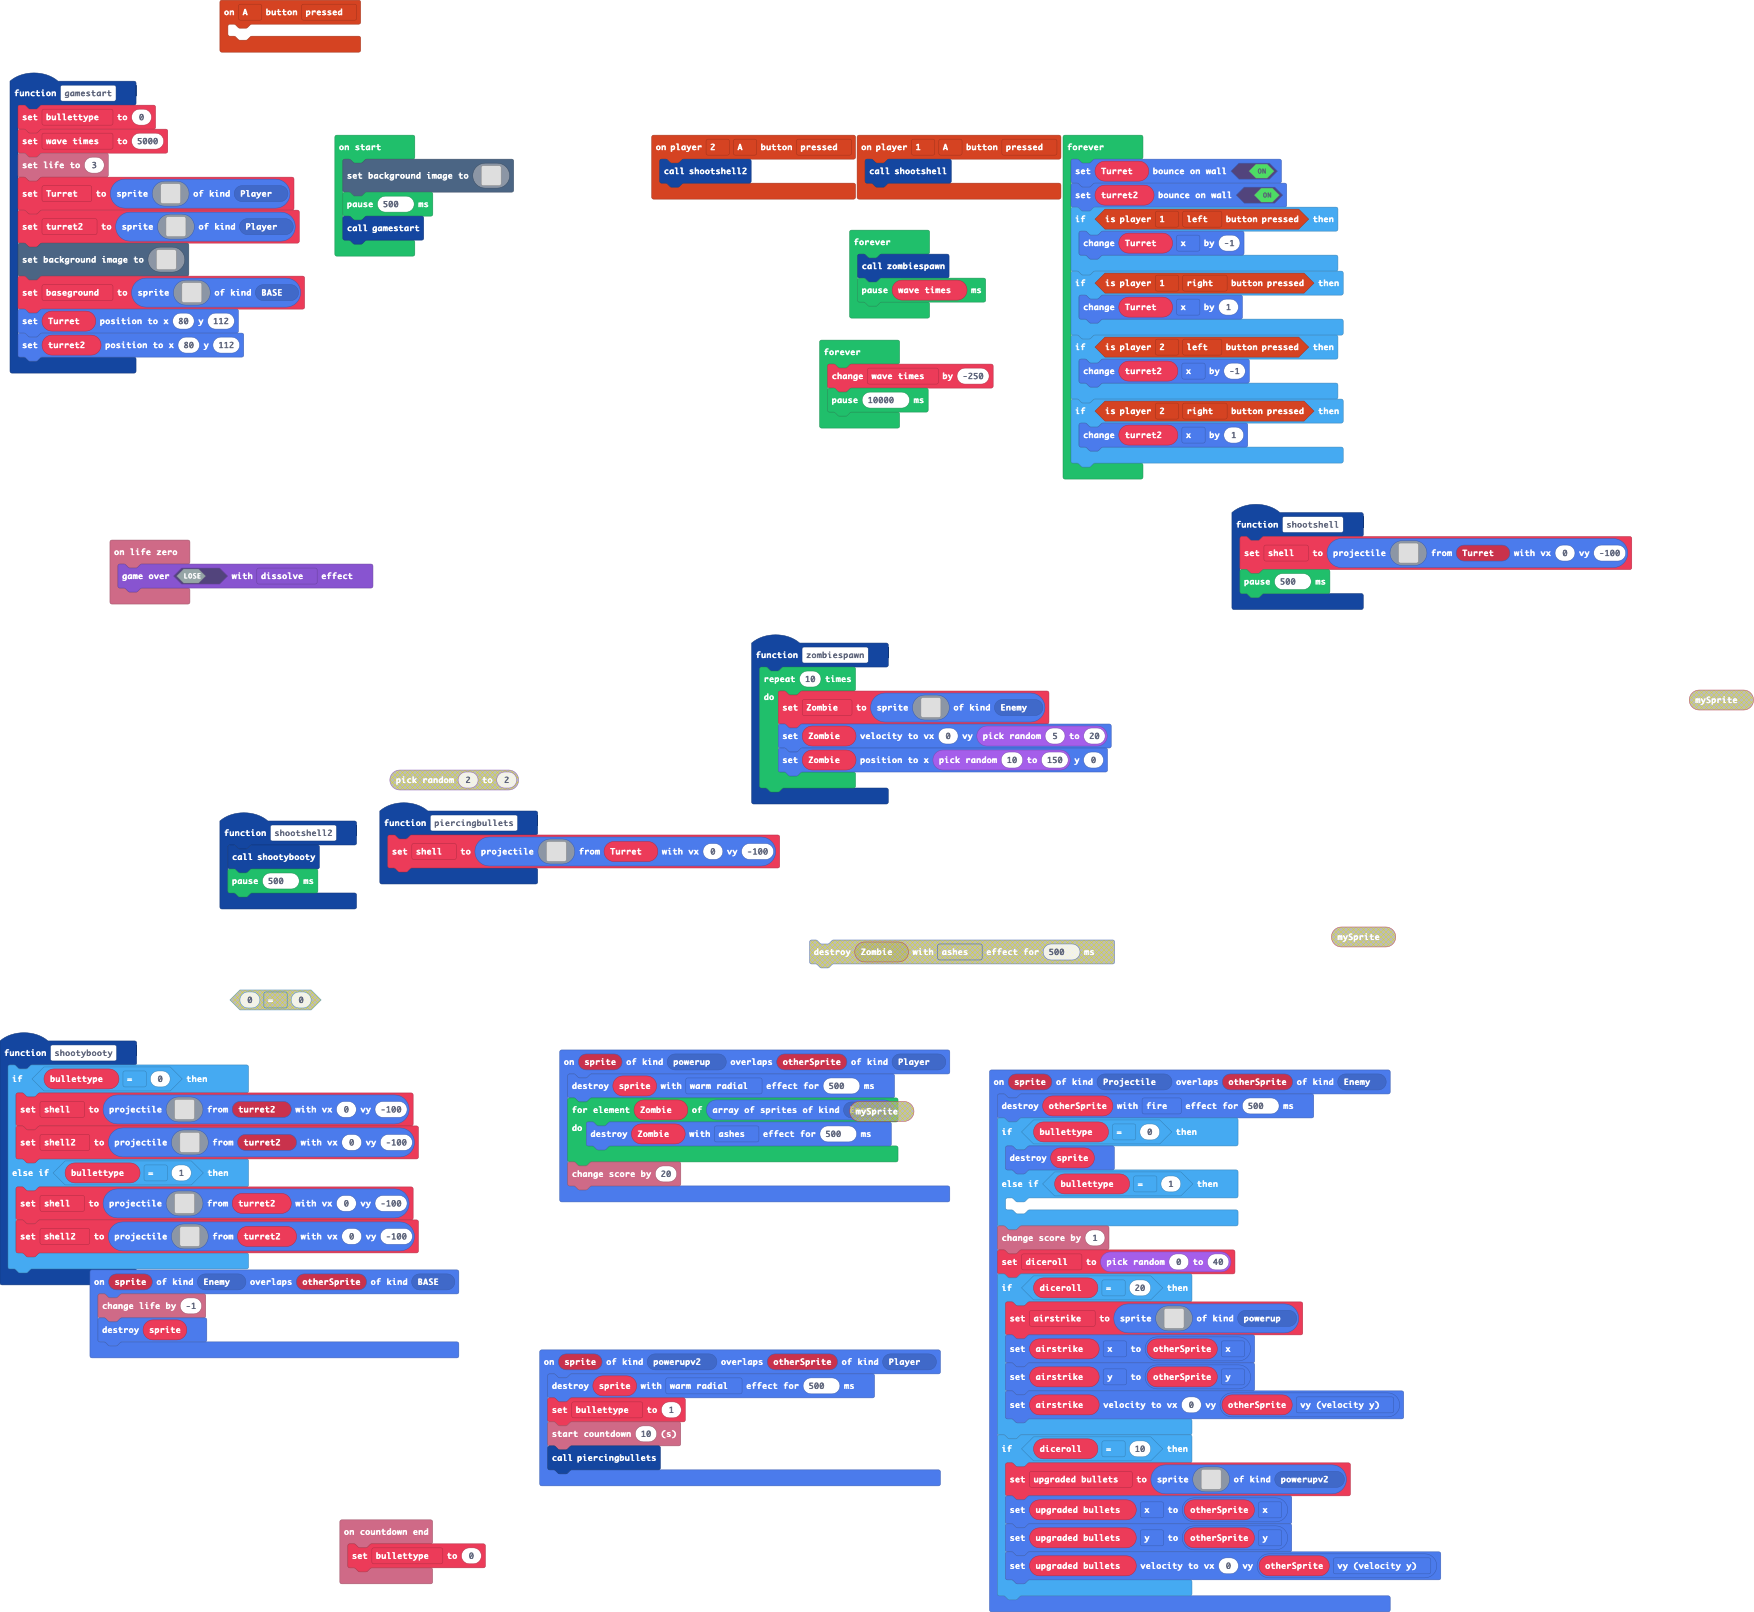 on A button pressed
function gamestart
set bullettype to 0
set wave times to 5000
set life to 3
set Turret to sprite of kind Player
set turret2 to sprite of kind Player
set background image to
set baseground to sprite of kind BASE
set Turret position to x 80 y 112
set turret2 position to x 80 y 112
on start
set background image to
pause 500 ms
call gamestart
on player 2 A button pressed
call shootshell2
on player 1 A button pressed
call shootshell
forever
call zombiespawn
pause wave times ms
forever
change wave times by -250
pause 10000 ms
forever
set Turret bounce on wall ON
set turret2 bounce on wall ON
if is player 1 left button pressed then
change Turret x by -1
if is player 1 right button pressed then
change Turret x by 1
if is player 2 left button pressed then
change turret2 x by -1
if is player 2 right button pressed then
change turret2 x by 1
on life zero
game over LOSE with dissolve effect
function shootshell
set shell to projectile from Turret with vx 0 vy -100
pause 500 ms
function zombiespawn
repeat 10 times
do
set Zombie to sprite of kind Enemy
set Zombie velocity to vx 0 vy pick random 5 to 20
set Zombie position to x pick random 10 to 150 y 0
mySprite
pick random 2 to 2
function shootshell2
call shootybooty
pause 500 ms
function piercingbullets
set shell to projectile from Turret with vx 0 vy -100
destroy Zombie with ashes effect for 500 ms
mySprite
0 = 0
function shootybooty
if bullettype = 0 then
set shell to projectile from turret2 with vx 0 vy -100
set shell2 to projectile from turret2 with vx 0 vy -100
else if bullettype = 1 then
set shell to projectile from turret2 with vx 0 vy -100
set shell2 to projectile from turret2 with vx 0 vy -100
on sprite of kind Enemy overlaps otherSprite of kind BASE
change life by -1
destroy sprite
on sprite of kind powerup overlaps otherSprite of kind Player
destroy sprite with warm radial effect for 500 ms
for element Zombie of array of sprites of kind mySprite
do
destroy Zombie with ashes effect for 500 ms
change score by 20
on sprite of kind powerupv2 overlaps otherSprite of kind Player
destroy sprite with warm radial effect for 500 ms
set bullettype to 1
start countdown 10 (s)
call piercingbullets
on countdown end
set bullettype to 0
on sprite of kind Projectile overlaps otherSprite of kind Enemy
destroy otherSprite with fire effect for 500 ms
if bullettype = 0 then
destroy sprite
else if bullettype = 1 then
change score by 1
set diceroll to pick random 0 to 40
if diceroll = 20 then
set airstrike to sprite of kind powerup
set airstrike x to otherSprite x
set airstrike y to otherSprite y
set airstrike velocity to vx 0 vy otherSprite vy (velocity y)
if diceroll = 10 then
set upgraded bullets to sprite of kind powerupv2
set upgraded bullets x to otherSprite x
set upgraded bullets y to otherSprite y
set upgraded bullets velocity to vx 0 vy otherSprite vy (velocity y)